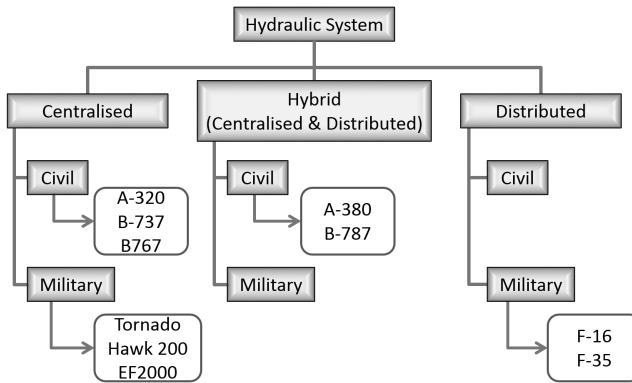 Hydraulic System
Centralised
Hybrid
(Centralised & Distributed)
Distributed
Civil
A-320
B-737
B767
Military
Tornado
Hawk 200
EF2000
Civil
A-380
B-787
Military
Civil
Military
F-16
F-35